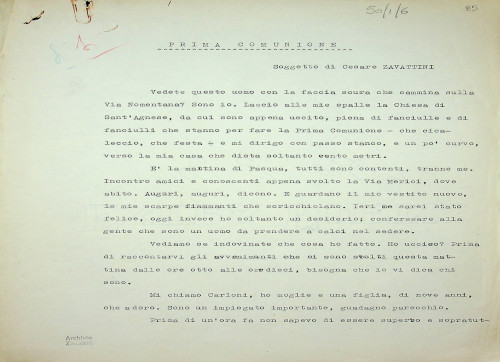 Sog/1/6
85
PRIMA COMUNIONE
Soggetto di Cesare ZAVATTINI
Vedete questo uomo con la faccia scura che cammina sulla
Via Nomentana? Sono io. Laccio alle mie spalle la Chiesa di
Sant'Agnese, da cui sono appena uscito, piena di fanciulle e di
fanciulli che stanno per fare la Prima Comunione - che cica-
leccio, che festa - e mi dirigo con passo stanco, e un po' curvo,
verso la mia casa che dista soltanto cento metri.
E' la mattina di Pasqua, tutti sono contenti, tranne me.
Incontro amici e conoscenti appena svolto la Via Merici, dove
abito. Auguri, auguri, dicono. E guardano il mio vestito nuovo,
le mie scarpe fiammanti che scricchiolano. Ieri me sarei stato
felice, oggi invece ho soltanto un desiderio; confessare alla
gente che sono un uomo da prendere a calci nel sedere.
Vediamo se indovinate che cosa ho fatto. Ho ucciso? Prima
di raccontarvi gli avvenimenti che si sono svolti questa mat-
tina dalle ore otto alle oredieci, bisogna che io vi dica chi
sono.
Mi chiamo Carloni, ho moglie e una figlia, di nove anni,
che adoro. Sono un impiegato importante, guadagno parecchio.
Prima di un'ora fa non sapevo di essere superbo e sopratut-
Archivio
Zavattini